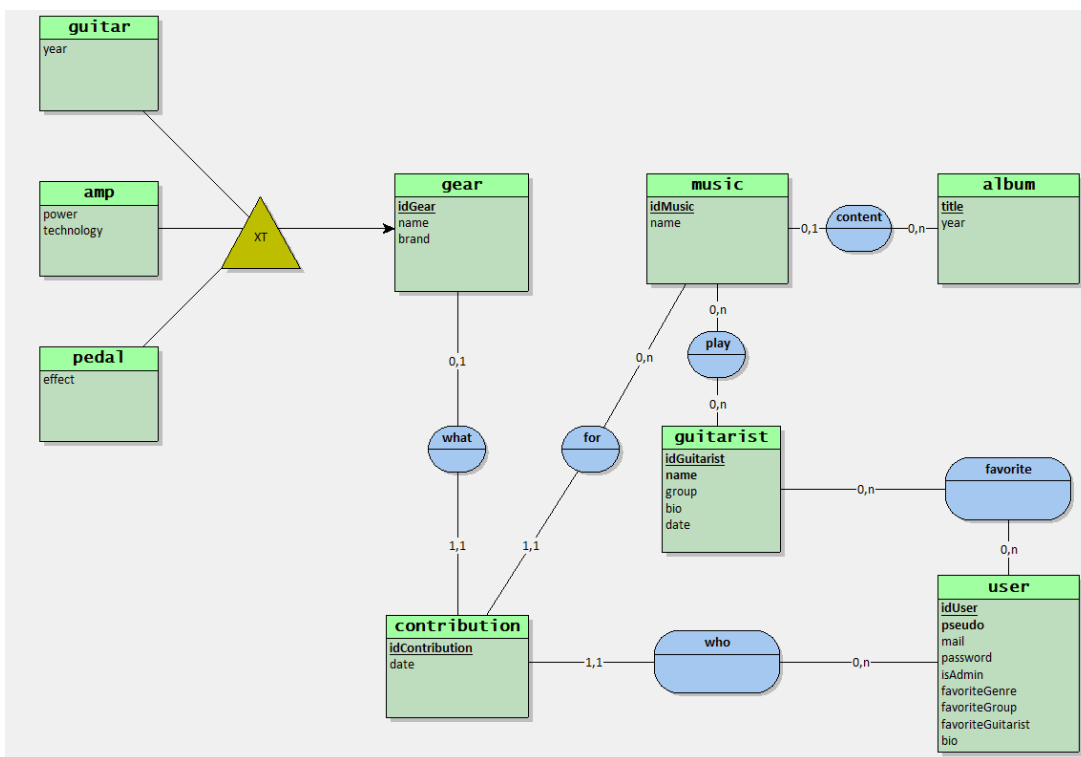 guitar
year
amp
power
technology
pedal
effect
XT
gear
idGear
name
brand
music
idMusic
name
0,1
content
0,n
album
title
year
0,1
what
1,1
0,n
for
1,1
0,n
play
0,n
guitarist
idGuitarist
name
group
bio
date
0,n
favorite
0,n
contribution
idContribution
date
1,1
who
0,n
user
idUser
pseudo
mail
password
isAdmin
favoriteGenre
favoriteGroup
favoriteGuitarist
bio